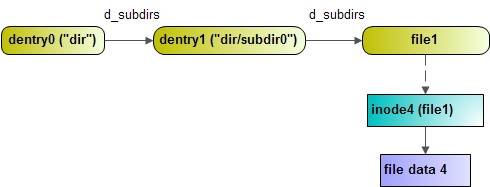 d_subdirs
d_subdirs
dentry0 ("dir")
dentry1 ("dir/subdir0")
file1
inode4 (file1)
file data 4